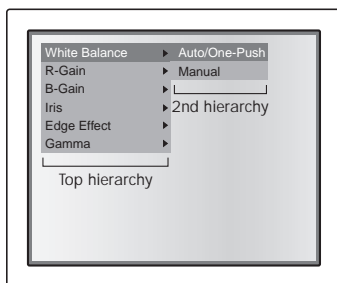 White Balance
R-Gain
B-Gain
Iris
Edge Effect
Gamma
Auto/One-Push
Manual
2nd hierarchy
Top hierarchy